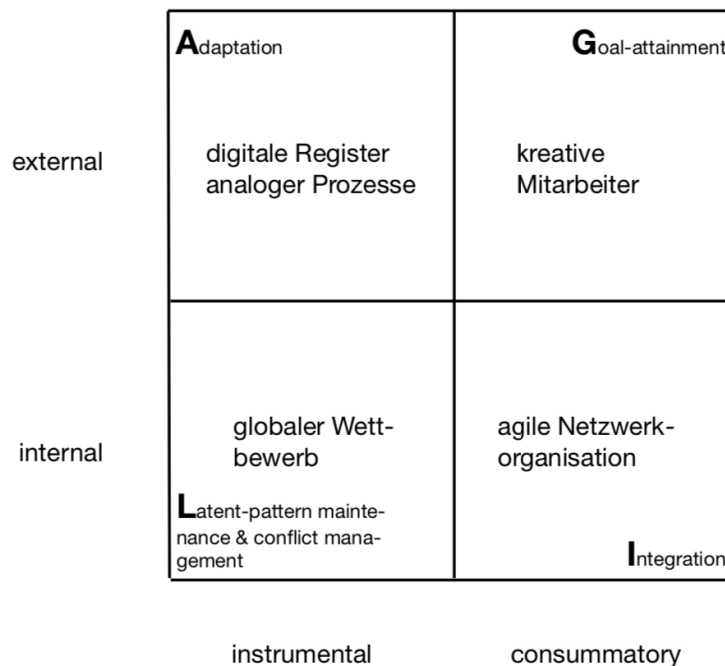 Adaptation
Goal-attainment
external
digitale Register
analoger Prozesse
kreative
Mitarbeiter
internal
globaler Wett-
bewerb
agile Netzwerk-
organisation
Latent-pattern mainte-
nance & conflict mana-
gement
Integration
instrumental
consummatory